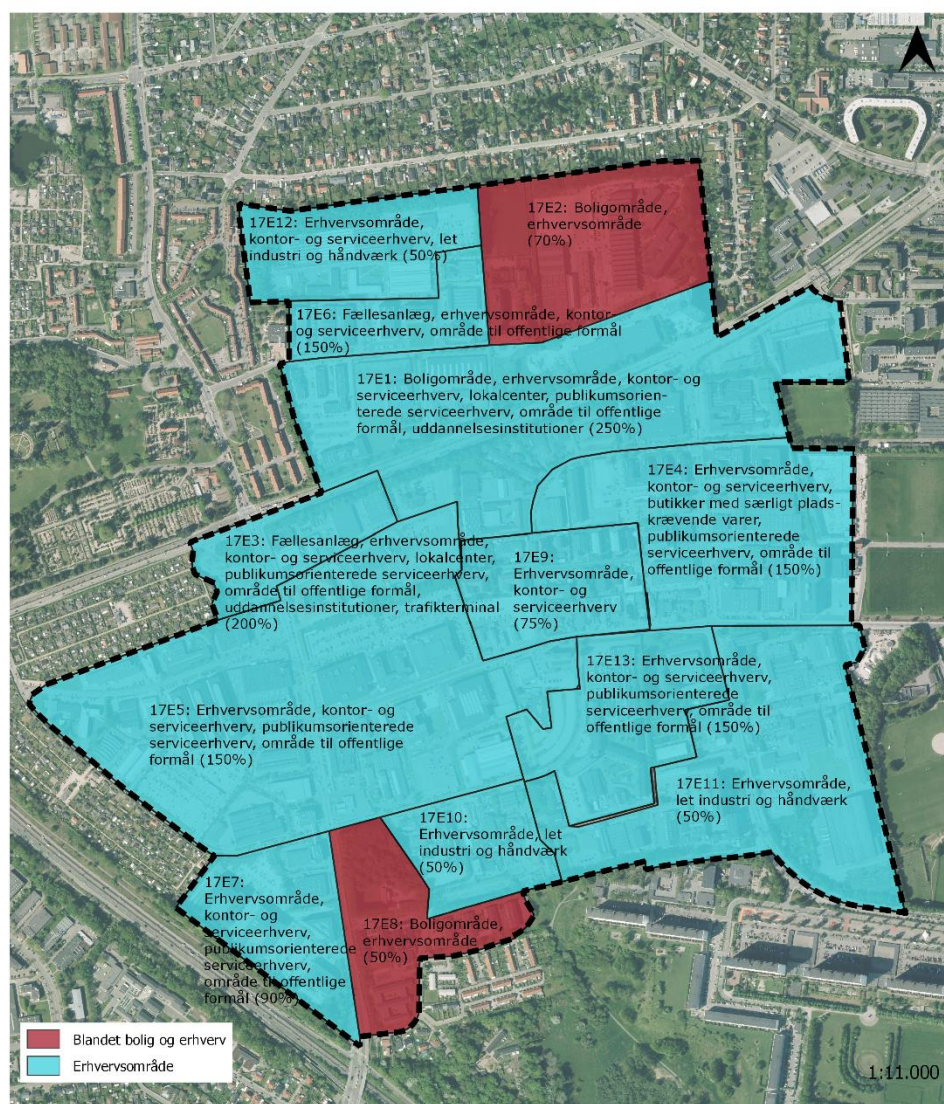 17E12: Erhvervsområde,
kontor- og serviceerhverv, let
industri og håndværk (50%)
17E2: Boligområde,
erhvervsområde
(70%)
17E6: Fællesanlæg, erhvervsområde, kontor-
og serviceerhverv, område til offentlige formål
(150%)
17E1: Boligområde, erhvervsområde, kontor- og
serviceerhverv, lokalcenter, publikumsorien-
terede serviceerhverv, område til offentlige
formål, uddannelsesinstitutioner (250%)
17E4: Erhvervsområde,
kontor- og serviceerhverv,
butikker med særligt plads-
krævende varer,
publikumsorienterede
serviceerhverv, område til
offentlige formål (150%)
17E3: Fællesanlæg, erhvervsområde,
kontor- og serviceerhverv, lokalcenter,
publikumsorienterede serviceerhverv,
område til offentlige formål,
uddannelsesinstitutioner, trafikterminal
(200%)
17E9:
Erhvervsområde,
kontor- og
serviceerhverv
(75%)
17E13: Erhvervsområde,
kontor- og serviceerhverv,
publikumsorienterede
serviceerhverv, område til
offentlige formål (150%)
17E5: Erhvervsområde, kontor- og
serviceerhverv, publikumsorienterede
serviceerhverv, område til offentlige
formål (150%)
17E11: Erhvervsområde,
let industri og håndværk
(50%)
17E10:
Erhvervsområde, let
industri og håndværk
(50%)
17E7:
Erhvervsområde,
kontor- og
serviceerhverv,
publikumsorienterede
serviceerhverv,
område til offentlige
formål (90%)
17E8: Boligområde,
erhvervsområde
(50%)
Blandet bolig og erhverv
Erhvervsområde
1:11.000